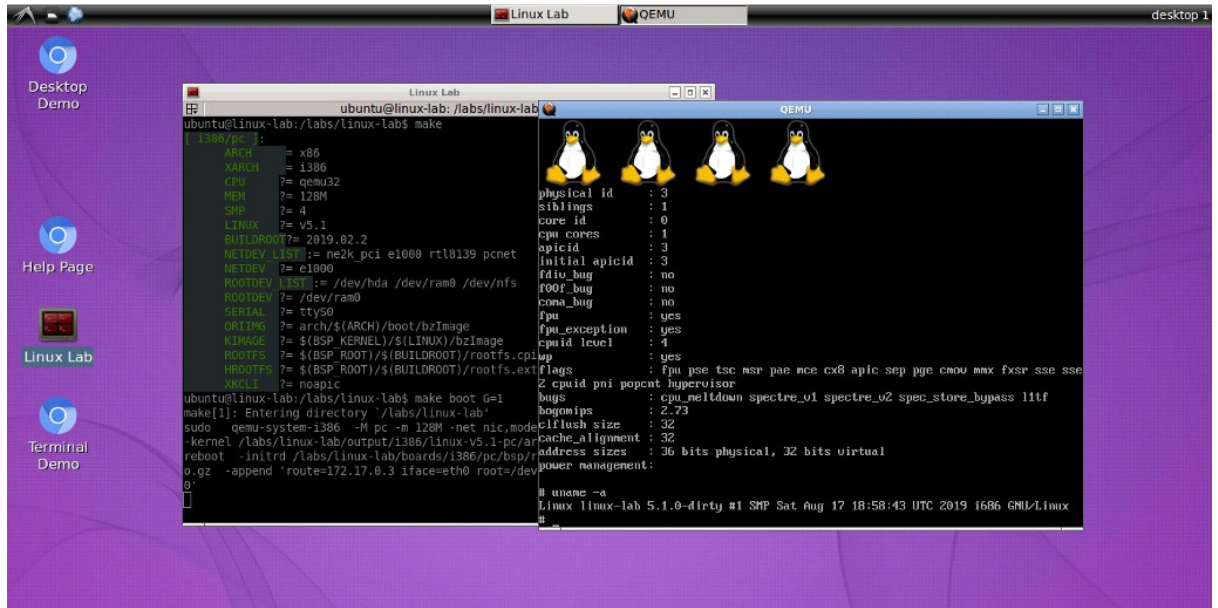 Linux Lab
QEMU
desktop 1
Desktop
Demo
Help Page
Linux Lab
Terminal
Demo
Linux Lab
ubuntu@linux-lab: /labs/linux-lab
ubuntu@linux-lab:/labs/linux-lab$ make
[ i386/pc ]:
ARCH = x86
XARCH = i386
CPU ?= qemu32
MEM ?= 128M
SMP ?= 4
LINUX ?= v5.1
BUILDROOT?= 2019.02.2
NETDEV_LIST := ne2k_pci e1000 rtl8139 pcnet
NETDEV ?= e1000
ROOTDEV_LIST := /dev/hda /dev/ram0 /dev/nfs
ROOTDEV ?= /dev/ram0
SERIAL ?= ttyS0
ORIIMG ?= arch/$(ARCH)/boot/bzImage
KIMAGE ?= $(BSP_KERNEL)/$(LINUX)/bzImage
ROOTFS ?= $(BSP_ROOT)/$(BUILDROOT)/rootfs.cpi
HROOTFS ?= $(BSP_ROOT)/$(BUILDROOT)/rootfs.ext
XKCLI ?= noapic
ubuntu@linux-lab:/labs/linux-lab$ make boot G=1
make[1]: Entering directory `/labs/linux-lab'
sudo qemu-system-i386 -M pc -m 128M -net nic,mode
-kernel /labs/linux-lab/output/i386/linux-v5.1-pc/ar
reboot -initrd /labs/linux-lab/boards/i386/pc/bsp/r
o.gz -append 'route=172.17.0.3 iface=eth0 root=/dev
0'
QEMU
physical id : 3
siblings : 1
core id : 0
cpu cores : 1
apicid : 3
initial apicid : 3
fdiv_bug : no
f00f_bug : no
coma_bug : no
fpu : yes
fpu_exception : yes
cpuid level : 4
wp : yes
flags : fpu pse tsc msr pae mce cx8 apic sep pge cmov mmx fxsr sse sse
2 cpuid pni popcnt hypervisor
bugs : cpu_meltdown spectre_v1 spectre_v2 spec_store_bypass l1tf
bogomips : 2.73
clflush size : 32
cache_alignment : 32
address sizes : 36 bits physical, 32 bits virtual
power management:
# uname -a
Linux linux-lab 5.1.0-dirty #1 SMP Sat Aug 17 18:58:43 UTC 2019 i686 GNU/Linux
# _